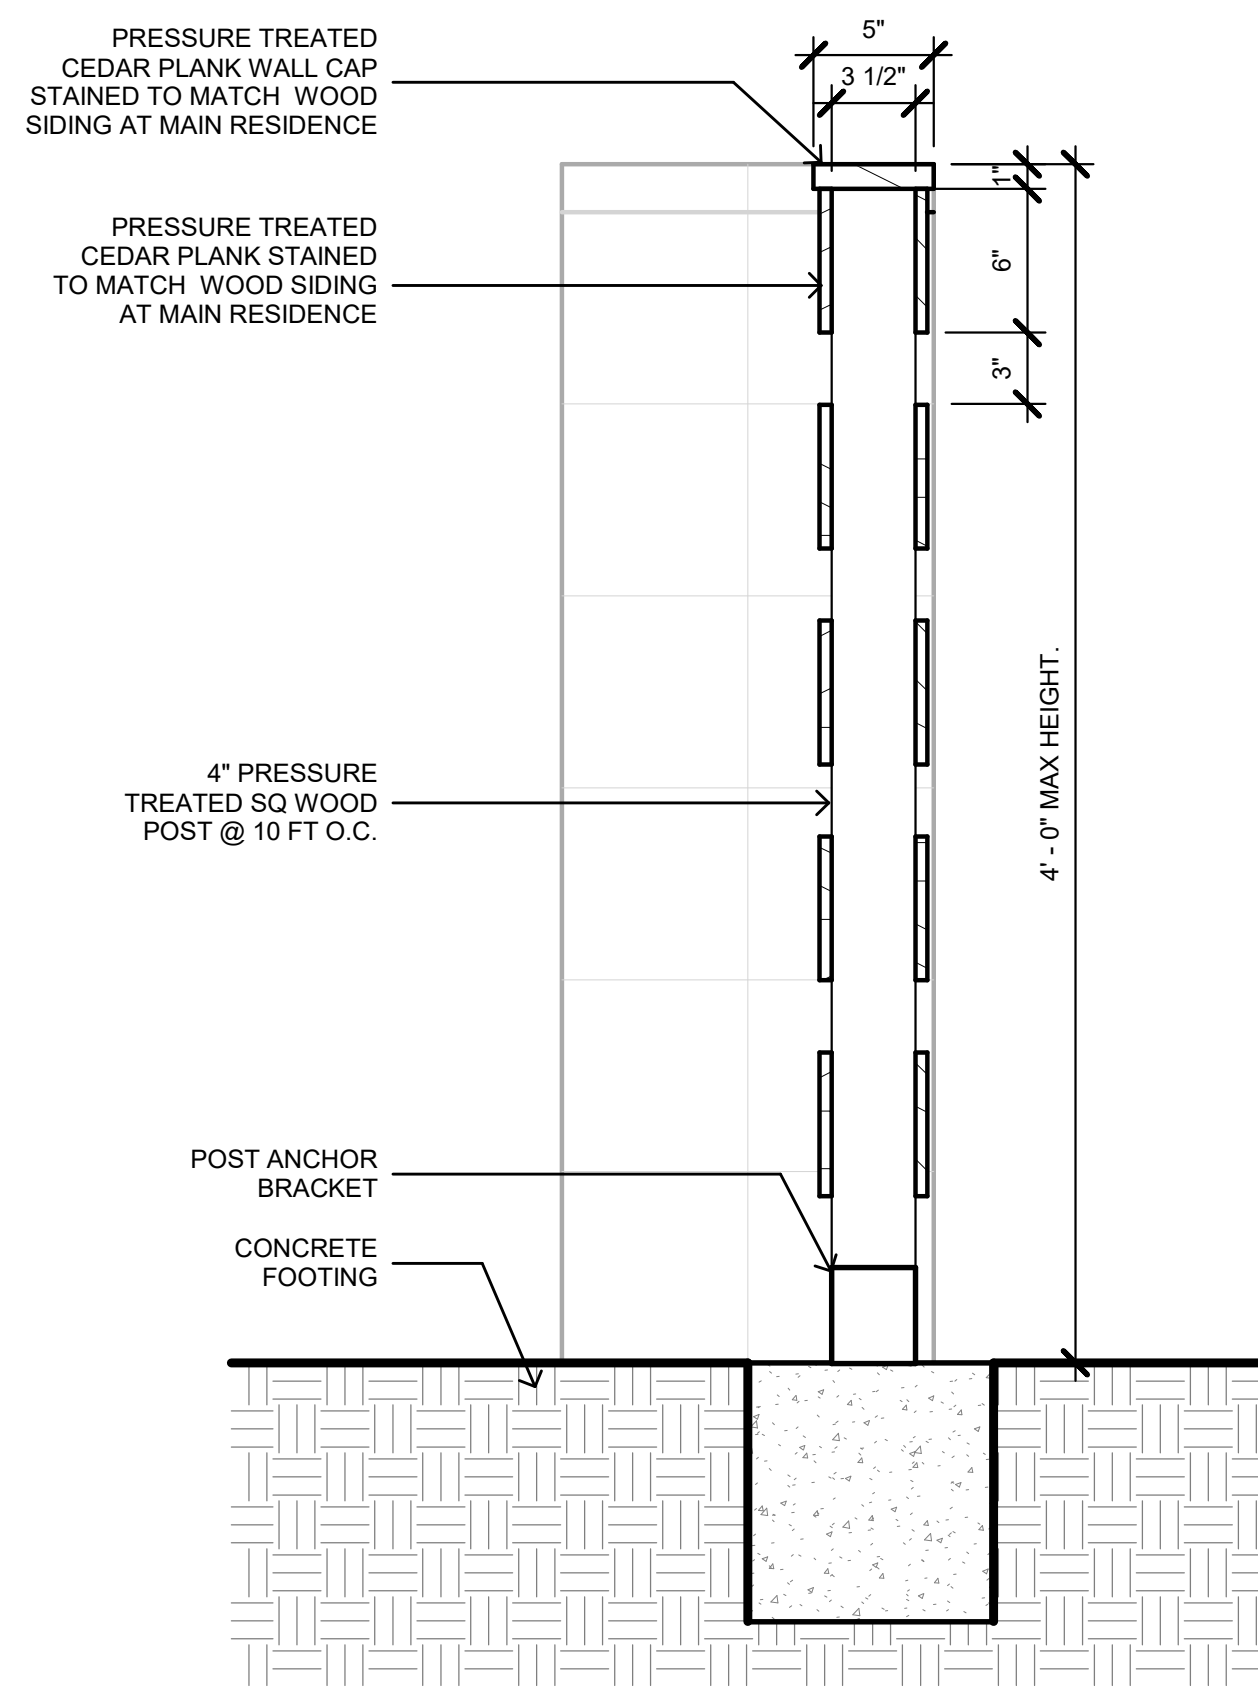 PRESSURE TREATED
CEDAR PLANK WALL CAP
STAINED TO MATCH  WOOD
SIDING AT MAIN RESIDENCE
5"
3 1/2"
1"
PRESSURE TREATED
CEDAR PLANK STAINED
TO MATCH  WOOD SIDING
AT MAIN RESIDENCE
6"
3"
4" PRESSURE
TREATED SQ WOOD
POST @ 10 FT O.C.
4' - 0" MAX HEIGHT.
POST ANCHOR
BRACKET
CONCRETE
FOOTING